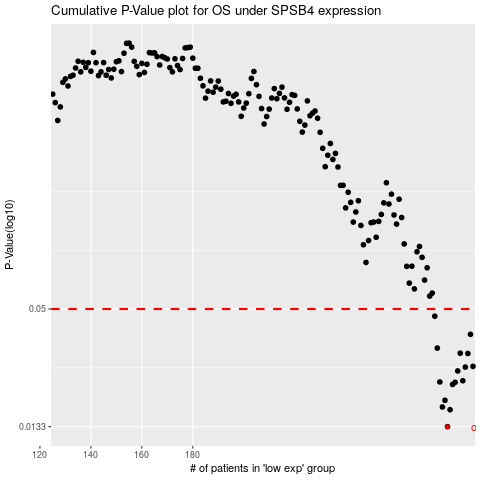 Cumulative P-Value plot for OS under SPSB4 expression
P-Value(log10)
0.05
0.0133
120 140 160 180
# of patients in 'low exp' group